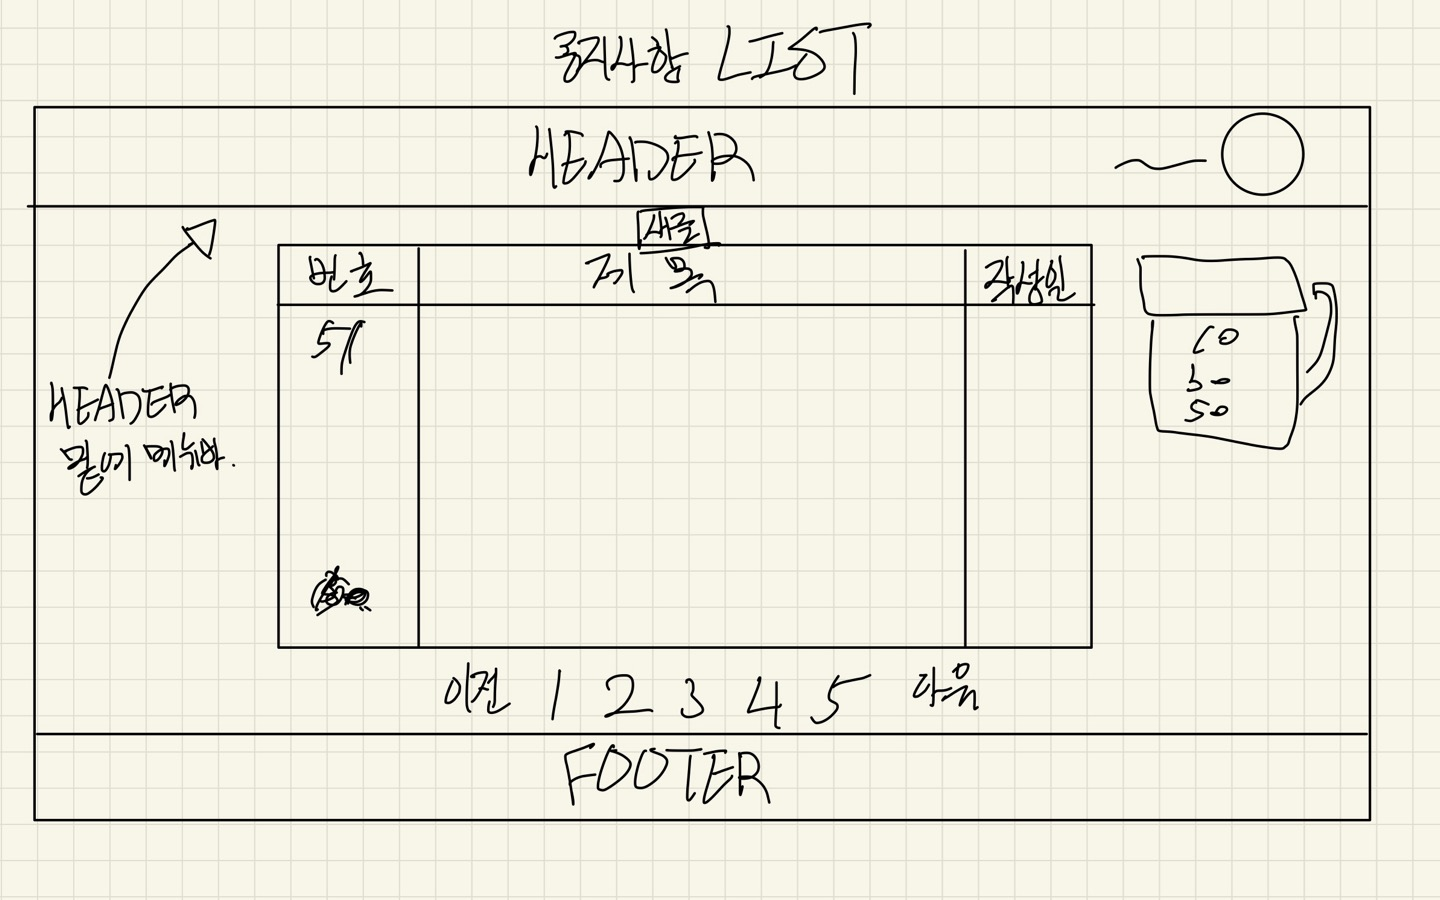 공지사항 LIST
HEADER
새글
번호 제 목 작성일
51
10
30
50
HEADER
밑에 메뉴바.
이전 1 2 3 4 5 다음
FOOTER